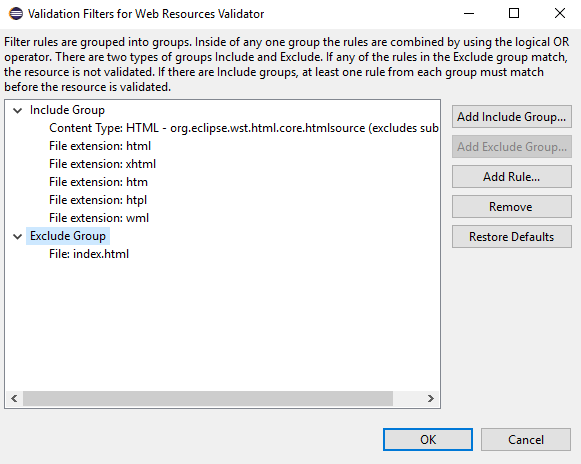 Validation Filters for Web Resources Validator
Filter rules are grouped into groups. Inside of any one group the rules are combined by using the logical OR
operator. There are two types of groups Include and Exclude. If any of the rules in the Exclude group match,
the resource is not validated. If there are Include groups, at least one rule from each group must match
before the resource is validated.
Include Group
Content Type: HTML - org.eclipse.wst.html.core.htmlsource (excludes sub
File extension: html
File extension: xhtml
File extension: htm
File extension: htpl
File extension: wml
Exclude Group
File: index.html
Add Include Group...
Add Exclude Group...
Add Rule...
Remove
Restore Defaults
OK
Cancel